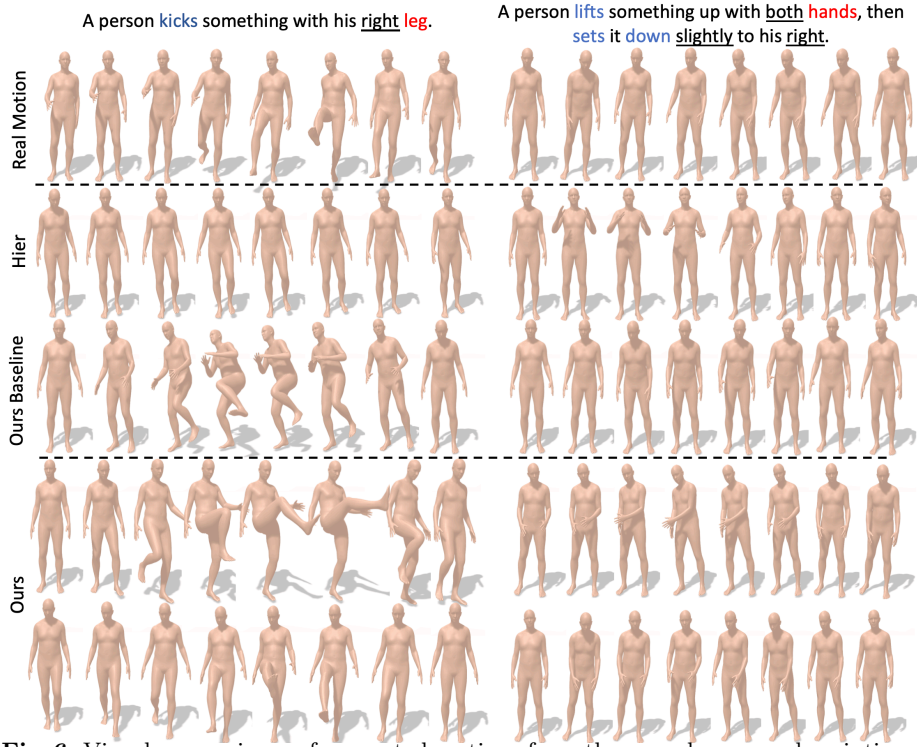 A person kicks something with his right leg.
A person lifts something up with both hands, then
sets it down slightly to his right.
Real Motion
Hier
Ours Baseline
Ours